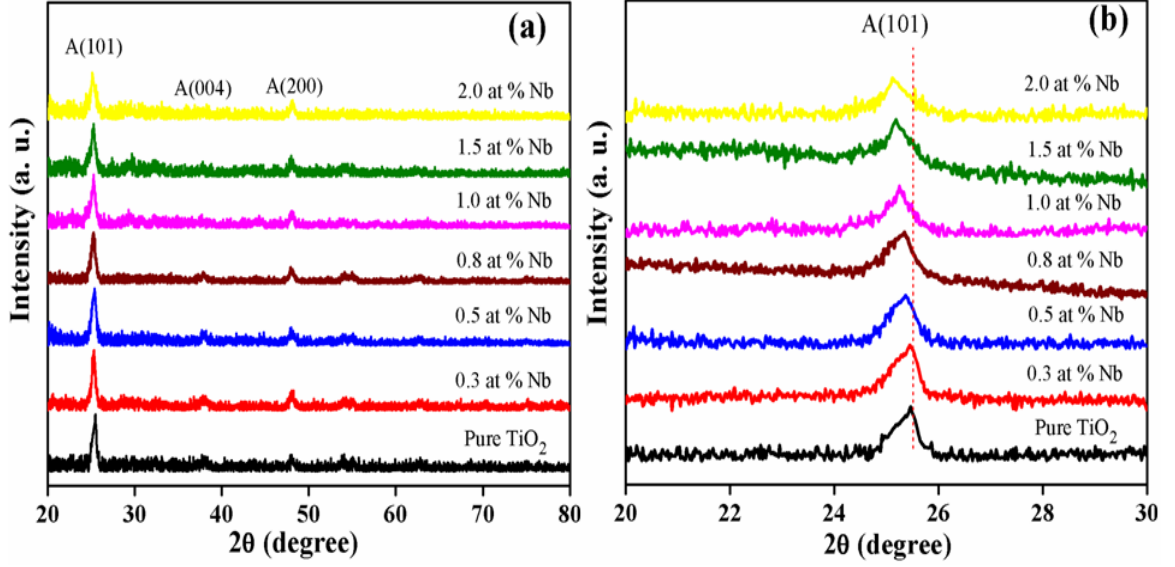 (a)
A(101)
A(004)
A(200)
2.0 at % Nb
1.5 at % Nb
1.0 at % Nb
0.8 at % Nb
0.5 at % Nb
0.3 at % Nb
Pure TiO₂
Intensity (a. u.)
20 30 40 50 60 70 80
2θ (degree)
(b)
A(101)
2.0 at % Nb
1.5 at % Nb
1.0 at % Nb
0.8 at % Nb
0.5 at % Nb
0.3 at % Nb
Pure TiO₂
Intensity (a. u.)
20 22 24 26 28 30
2θ (degree)